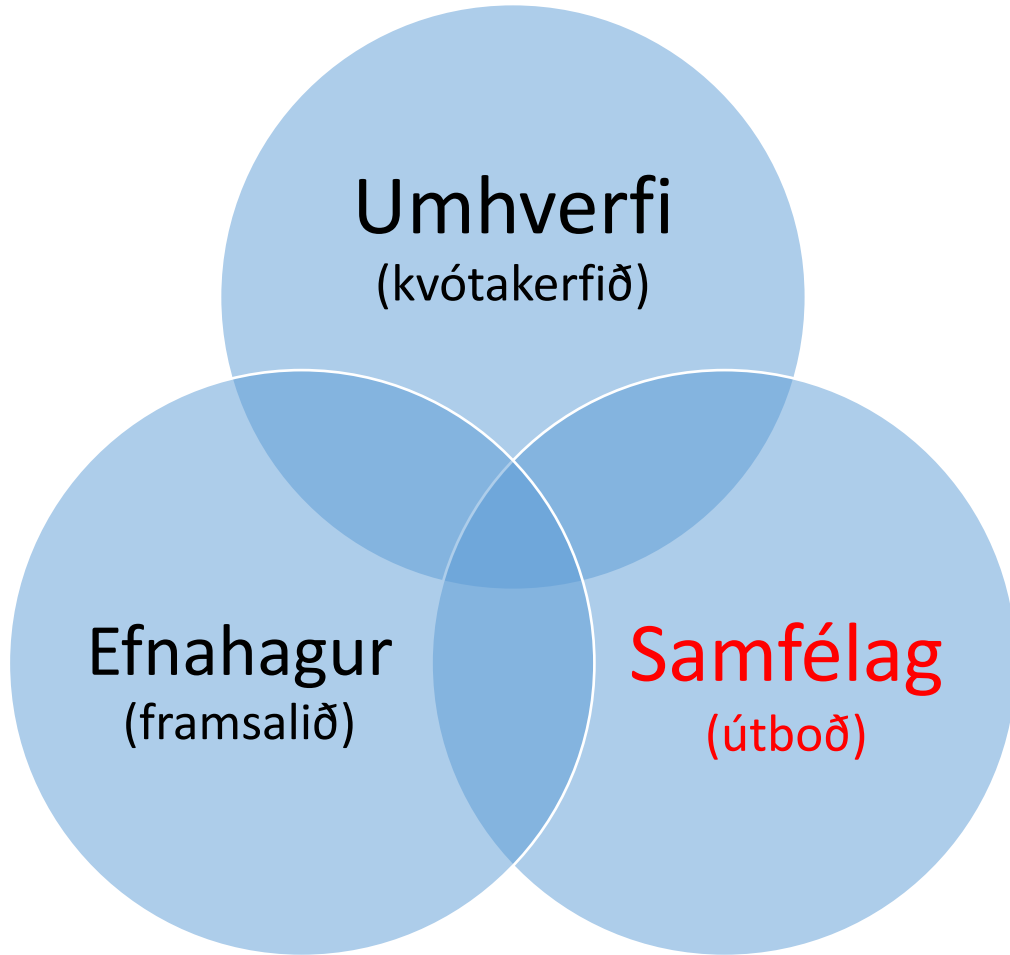 Umhverfi
(kvótakerfið)
Efnahagur
(framsalið)
Samfélag
(útboð)